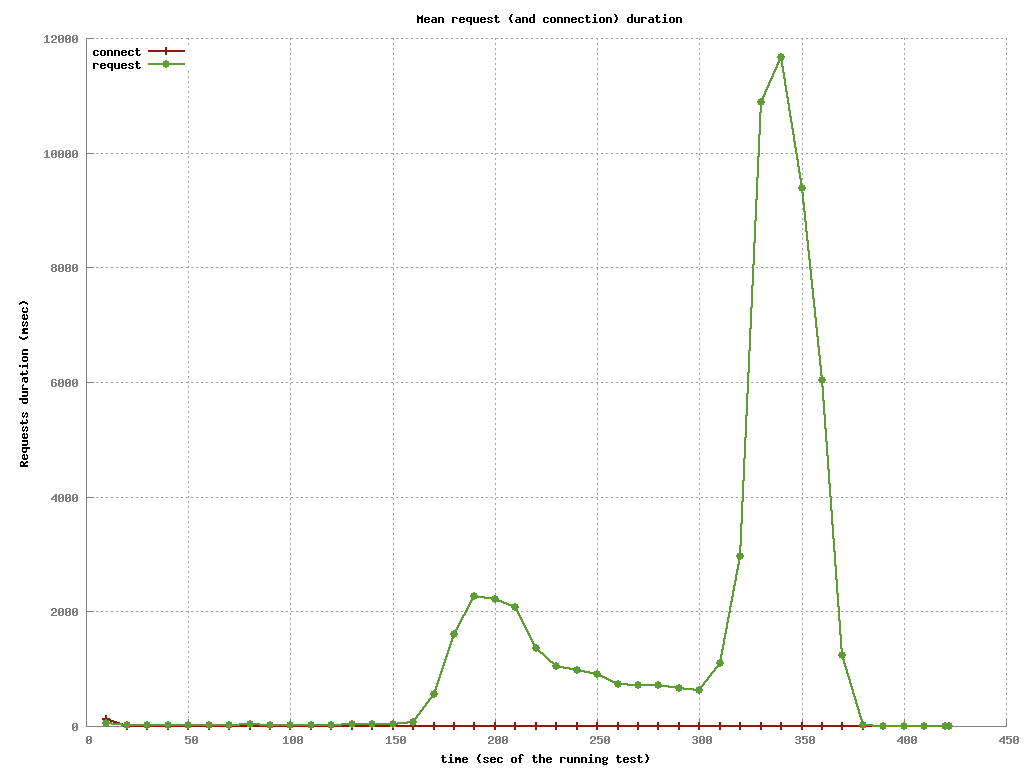 Mean request (and connection) duration
connect
request
12000
10000
8000
6000
4000
2000
0
Requests duration (msec)
0 50 100 150 200 250 300 350 400 450
time (sec of the running test)